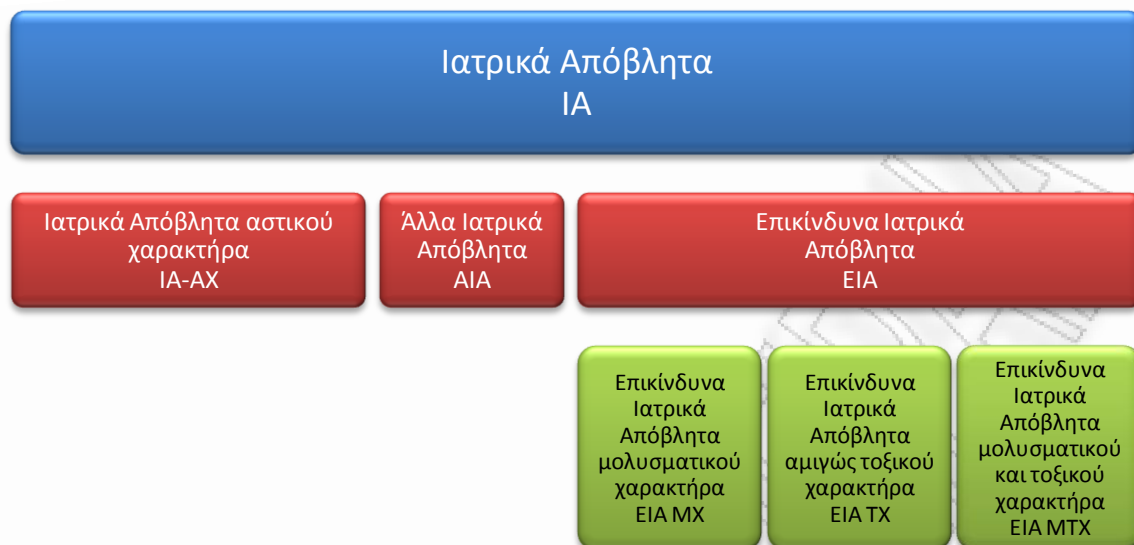 Ιατρικά Απόβλητα
ΙΑ
Ιατρικά Απόβλητα αστικού
χαρακτήρα
ΙΑ-ΑΧ
Άλλα Ιατρικά
Απόβλητα
ΑΙΑ
Επικίνδυνα Ιατρικά
Απόβλητα
ΕΙΑ
Επικίνδυνα
Ιατρικά
Απόβλητα
μολυσματικού
χαρακτήρα
ΕΙΑ ΜΧ
Επικίνδυνα
Ιατρικά
Απόβλητα
αμιγώς τοξικού
χαρακτήρα
ΕΙΑ ΤΧ
Επικίνδυνα
Ιατρικά
Απόβλητα
μολυσματικού
και τοξικού
χαρακτήρα
ΕΙΑ ΜΤΧ